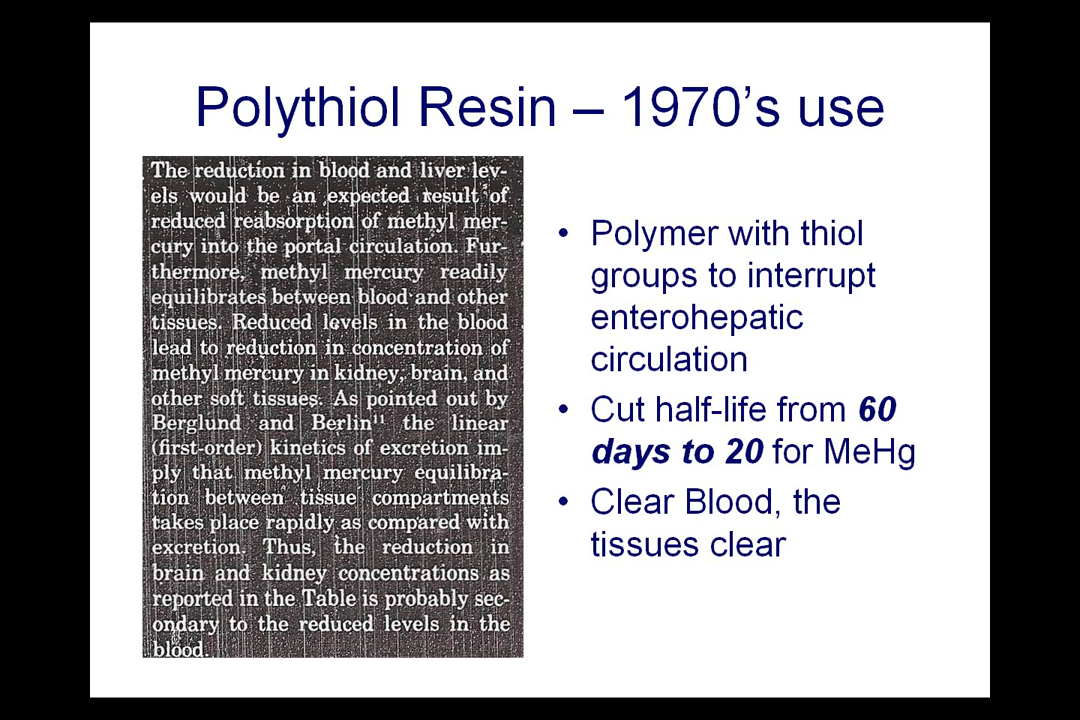 Polythiol Resin – 1970's use
The reduction in blood and liver lev-
els would be an expected result of
reduced reabsorption of methyl mer-
cury into the portal circulation. Fur-
thermore, methyl mercury readily
equilibrates between blood and other
tissues. Reduced levels in the blood
lead to reduction in concentration of
methyl mercury in kidney, brain, and
other soft tissues. As pointed out by
Berglund and Berlin¹¹ the linear
(first-order) kinetics of excretion im-
ply that methyl mercury equilibra-
tion between tissue compartments
takes place rapidly as compared with
excretion. Thus, the reduction in
brain and kidney concentrations as
reported in the Table is probably sec-
ondary to the reduced levels in the
blood.
• Polymer with thiol
groups to interrupt
enterohepatic
circulation
• Cut half-life from 60
days to 20 for MeHg
• Clear Blood, the
tissues clear